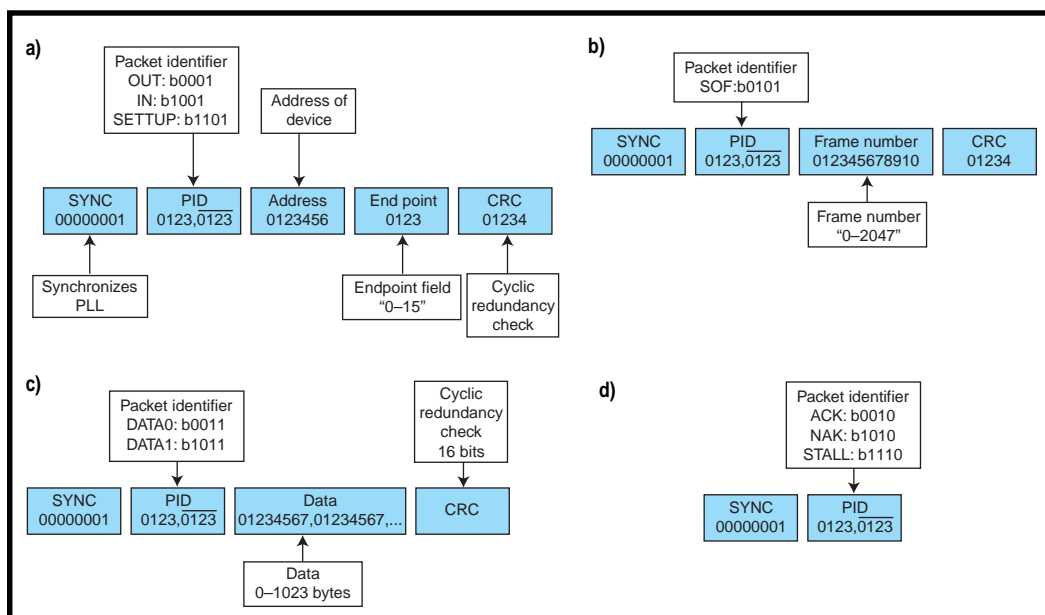 a)
Packet identifier
OUT: b0001
IN: b1001
SETTUP: b1101
Address of
device
SYNC
00000001
PID
0123,0123
Address
0123456
End point
0123
CRC
01234
Synchronizes
PLL
Endpoint field
“0–15”
Cyclic
redundancy
check
b)
Packet identifier
SOF:b0101
SYNC
00000001
PID
0123,0123
Frame number
012345678910
CRC
01234
Frame number
“0–2047”
c)
Packet identifier
DATA0: b0011
DATA1: b1011
Cyclic
redundancy
check
16 bits
SYNC
00000001
PID
0123,0123
Data
01234567,01234567,...
CRC
Data
0–1023 bytes
d)
Packet identifier
ACK: b0010
NAK: b1010
STALL: b1110
SYNC
00000001
PID
0123,0123